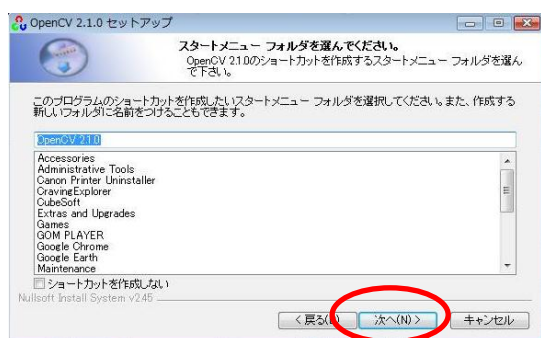 OpenCV 2.1.0 セットアップ
スタートメニュー フォルダを選んでください。
OpenCV 2.1.0のショートカットを作成するスタートメニュー フォルダを選ん
で下さい。
このプログラムのショートカットを作成したいスタートメニュー フォルダを選択してください。また、作成する
新しいフォルダに名前をつけることもできます。
OpenCV 2.1.0
Accessories
Administrative Tools
Canon Printer Uninstaller
CravingExplorer
CubeSoft
Extras and Upgrades
Games
GOM PLAYER
Google Chrome
Google Earth
Maintenance
ショートカットを作成しない
Nullsoft Install System v2.45
< 戻る( 次へ(N) > キャンセル